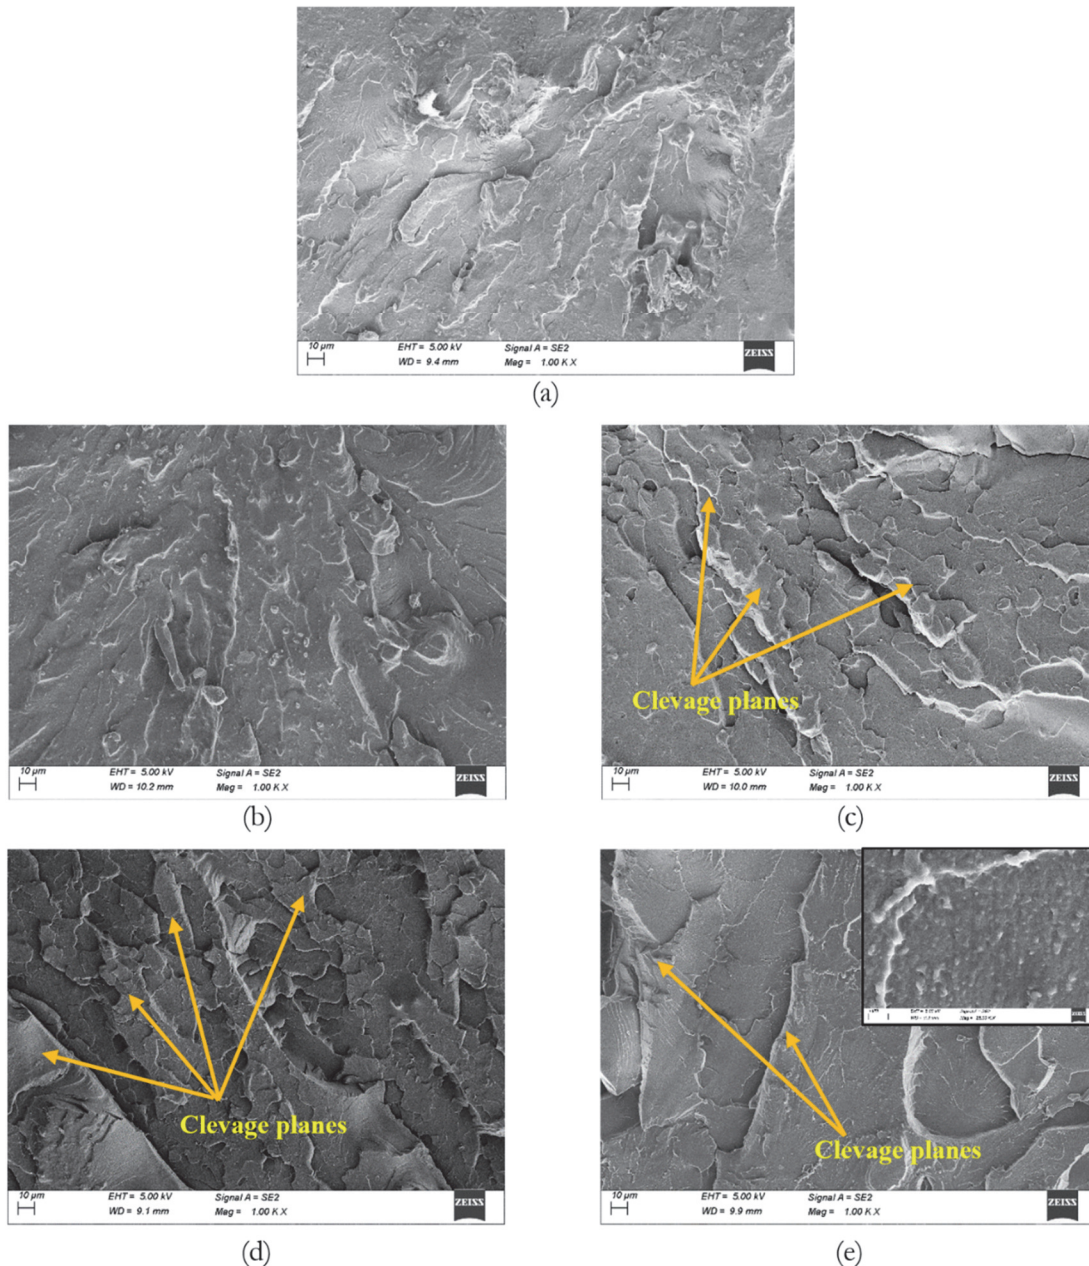 10 µm EHT = 5.00 kV Signal A = SE2 ZEISS
WD = 9.4 mm Mag = 1.00 K X
(a)
10 µm EHT = 5.00 kV Signal A = SE2 ZEISS
WD = 10.2 mm Mag = 1.00 K X
(b)
Clevage planes
10 µm EHT = 5.00 kV Signal A = SE2 ZEISS
WD = 10.0 mm Mag = 1.00 K X
(c)
Clevage planes
10 µm EHT = 5.00 kV Signal A = SE2 ZEISS
WD = 9.1 mm Mag = 1.00 K X
(d)
Clevage planes
10 µm EHT = 5.00 kV Signal A = SE2 ZEISS
WD = 9.9 mm Mag = 1.00 K X
(e)